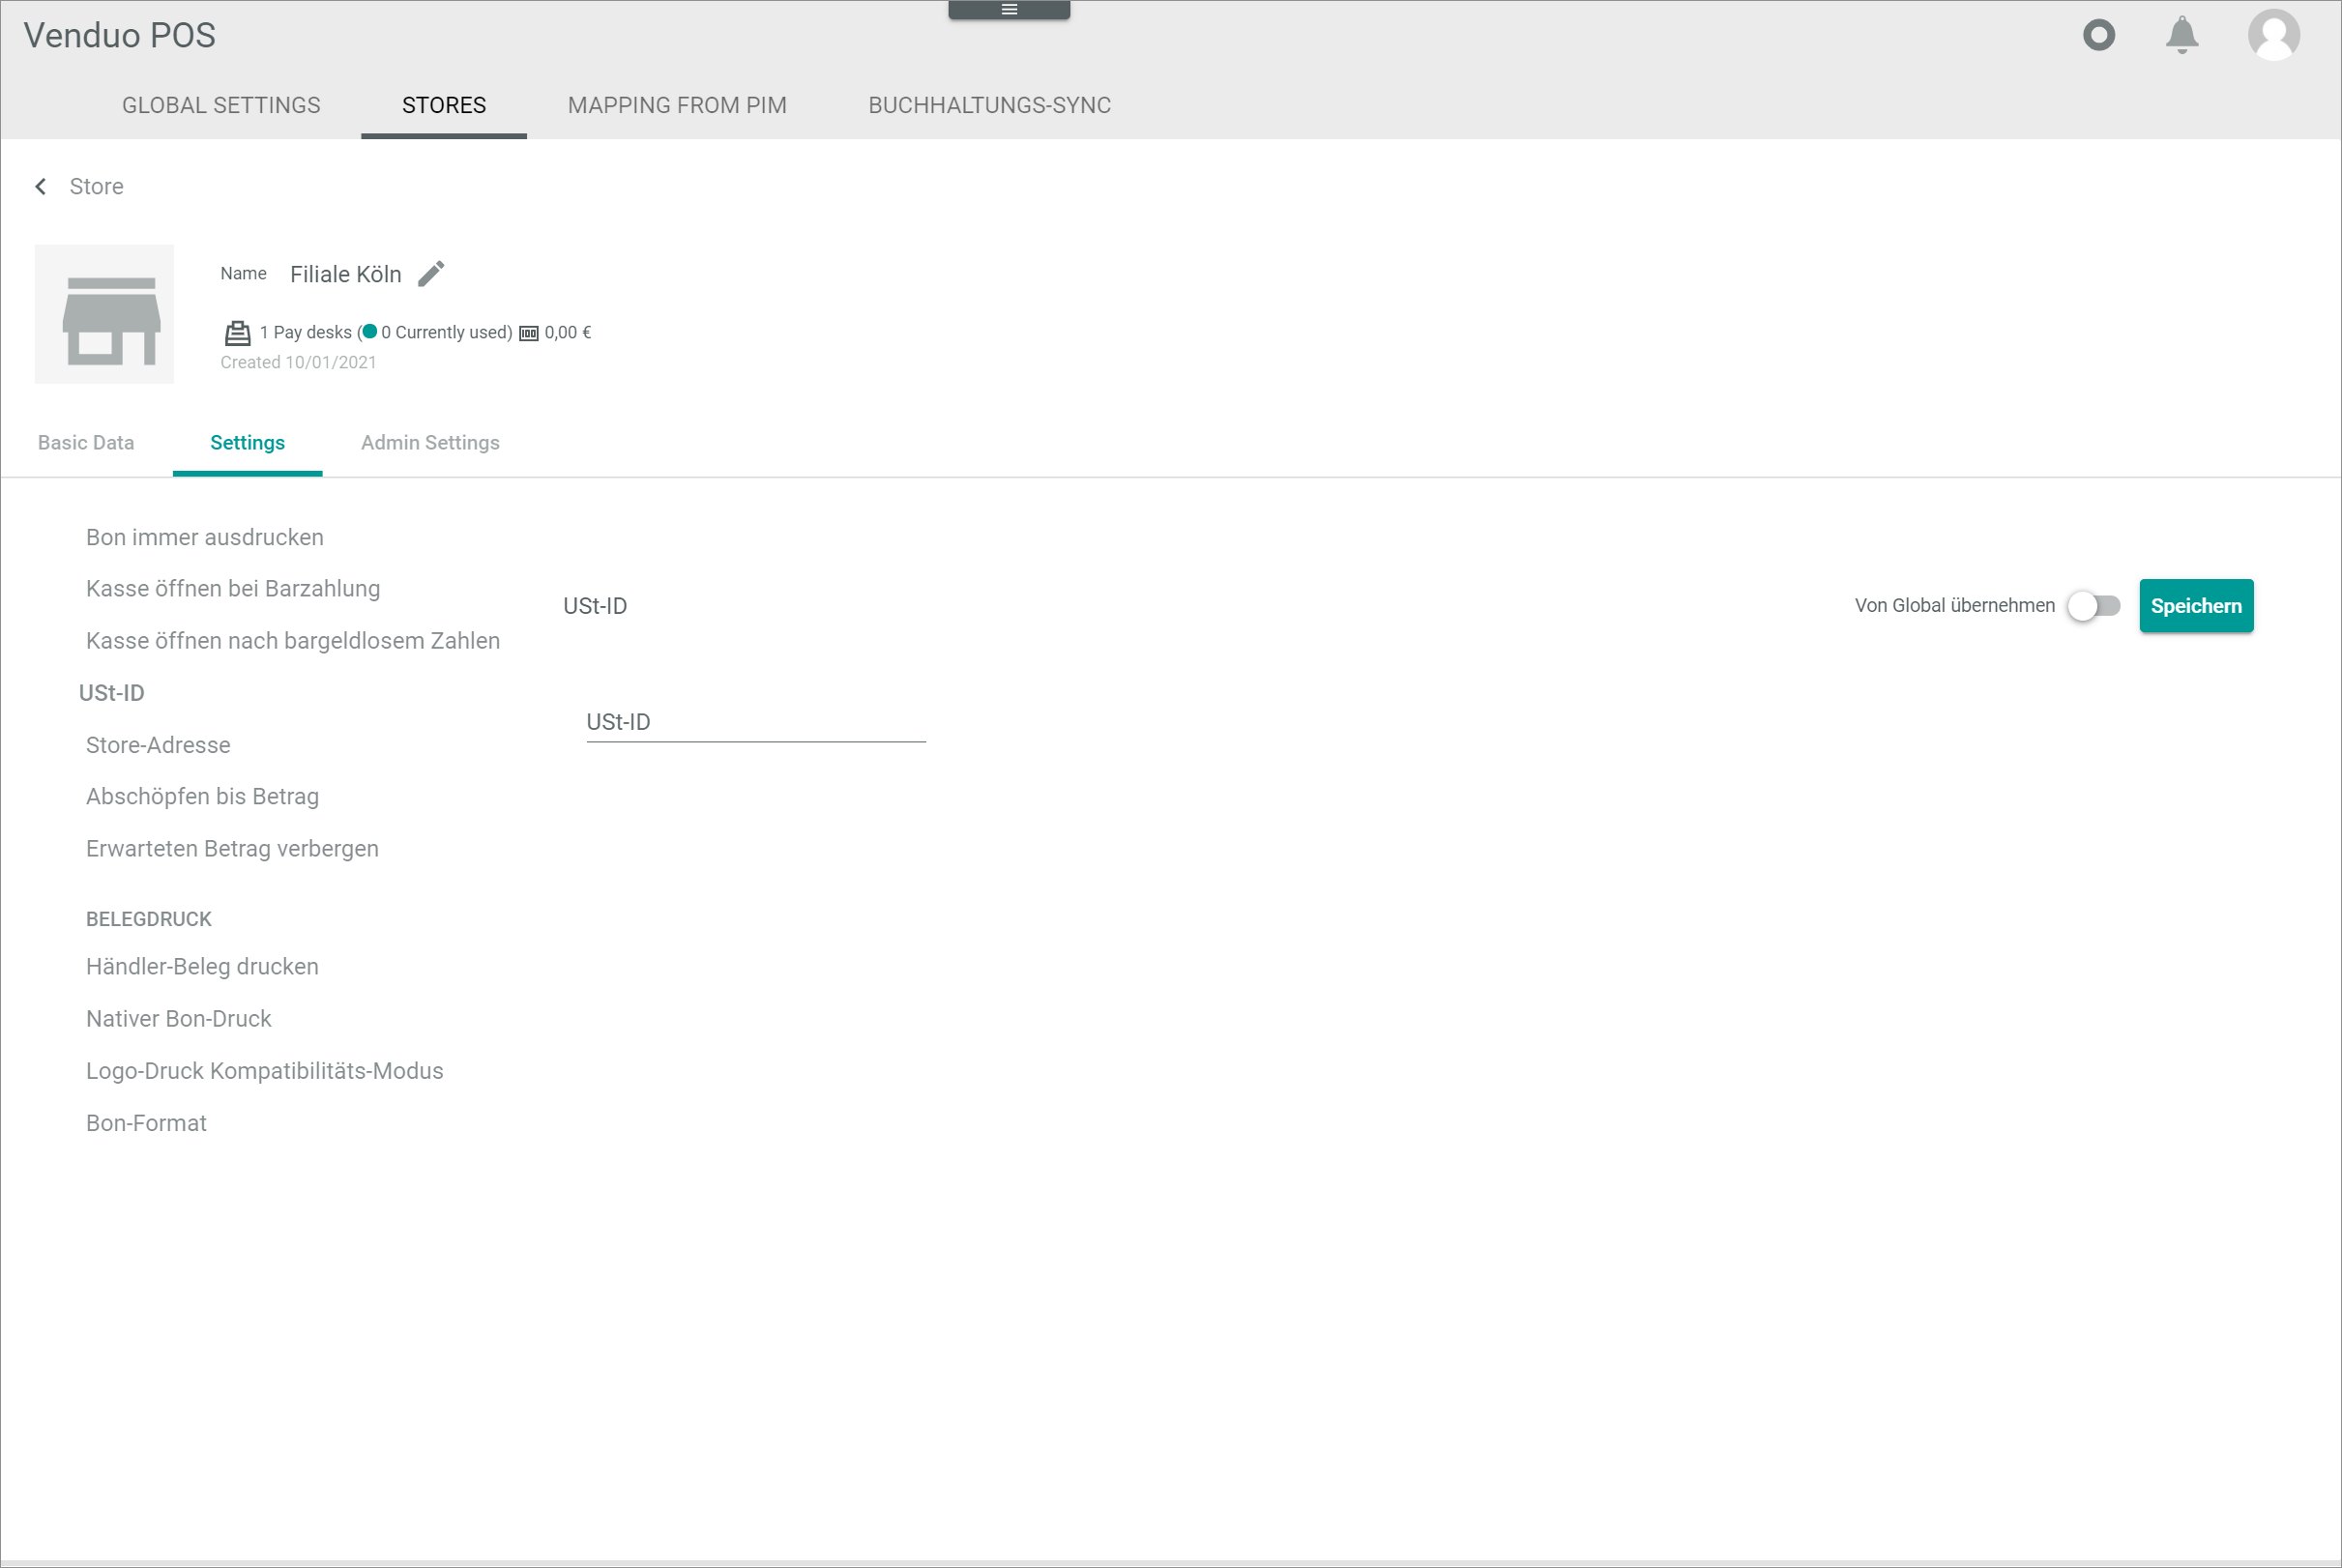 Venduo POS
GLOBAL SETTINGS STORES MAPPING FROM PIM BUCHHALTUNGS-SYNC
Store
Name Filiale Köln
1 Pay desks (0 Currently used) 0,00 €
Created 10/01/2021
Basic Data Settings Admin Settings
Bon immer ausdrucken
Kasse öffnen bei Barzahlung
Kasse öffnen nach bargeldlosem Zahlen
USt-ID
Store-Adresse
Abschöpfen bis Betrag
Erwarteten Betrag verbergen
BELEGDRUCK
Händler-Beleg drucken
Nativer Bon-Druck
Logo-Druck Kompatibilitäts-Modus
Bon-Format
USt-ID Von Global übernehmen Speichern
USt-ID